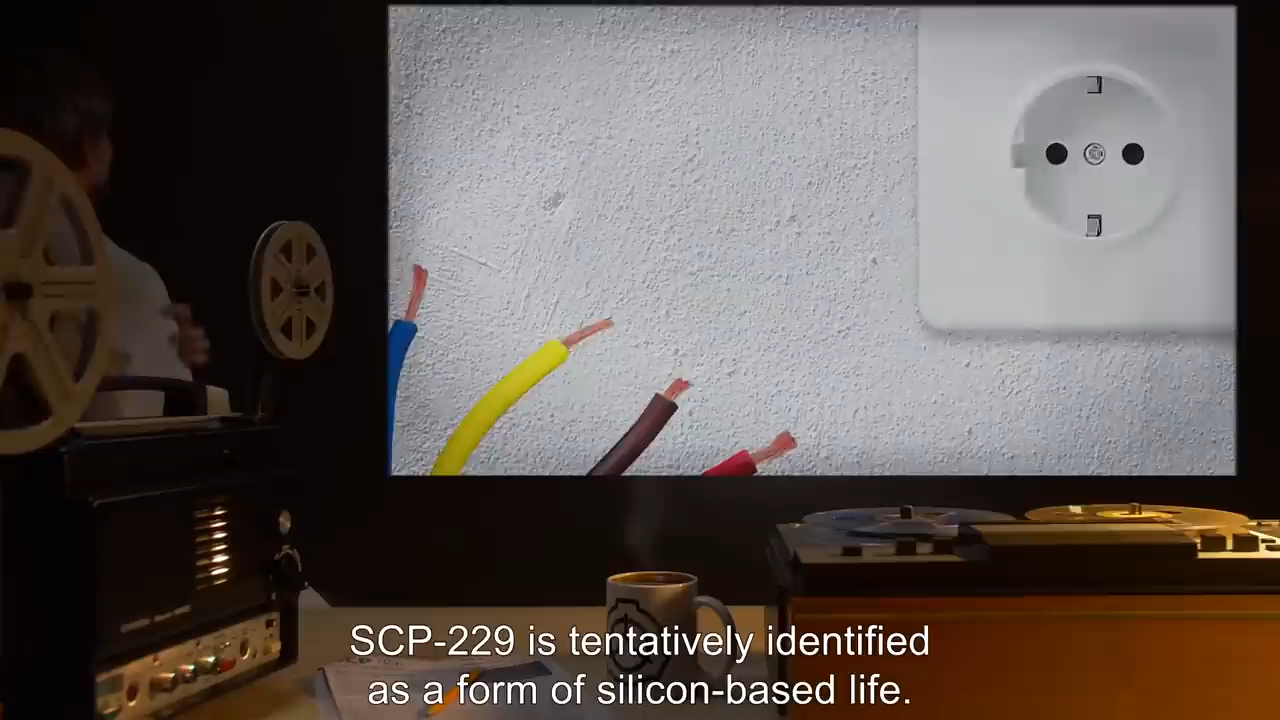 SCP-229 is tentatively identified
as a form of silicon-based life.